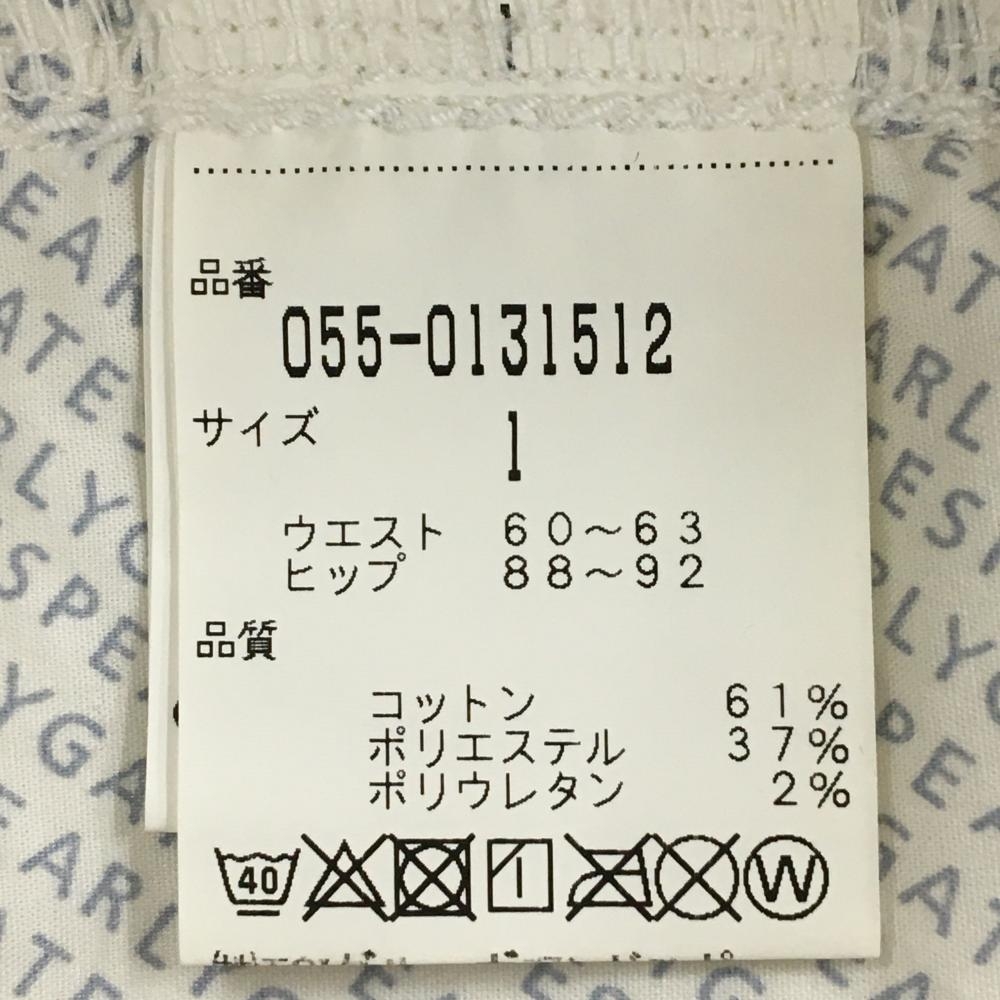 品番
055-0131512
サイズ
1
ウエスト 60～63
ヒップ 88～92
品質
コットン 61%
ポリエステル 37%
ポリウレタン 2%
40
W